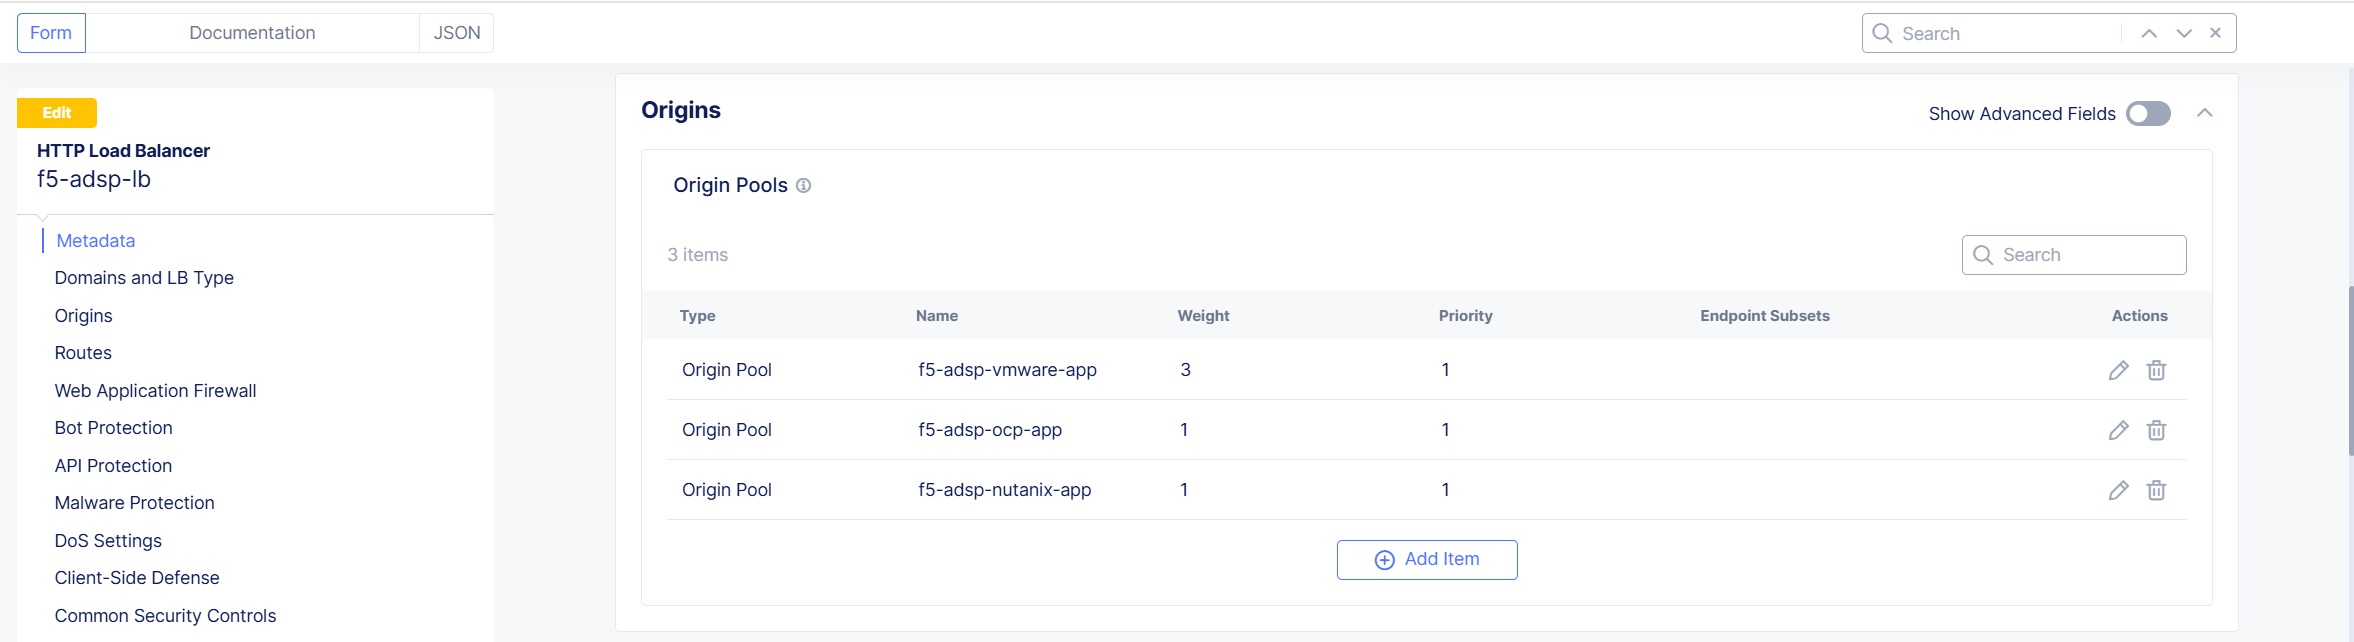 Form Documentation JSON Search
Edit
HTTP Load Balancer
f5-adsp-lb
Metadata
Domains and LB Type
Origins
Routes
Web Application Firewall
Bot Protection
API Protection
Malware Protection
DoS Settings
Client-Side Defense
Common Security Controls
Origins Show Advanced Fields
Origin Pools
3 items Search
Type Name Weight Priority Endpoint Subsets Actions
Origin Pool f5-adsp-vmware-app 3 1
Origin Pool f5-adsp-ocp-app 1 1
Origin Pool f5-adsp-nutanix-app 1 1
Add Item